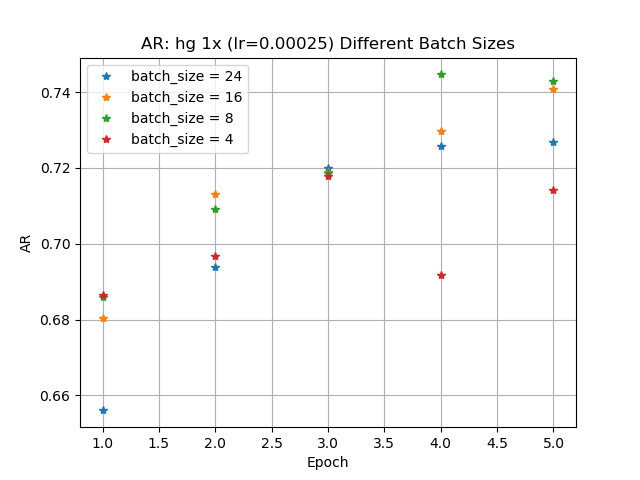 AR: hg 1x (lr=0.00025) Different Batch Sizes
batch_size = 24
batch_size = 16
batch_size = 8
batch_size = 4
0.74
0.72
0.70
0.68
0.66
AR
1.0 1.5 2.0 2.5 3.0 3.5 4.0 4.5 5.0
Epoch